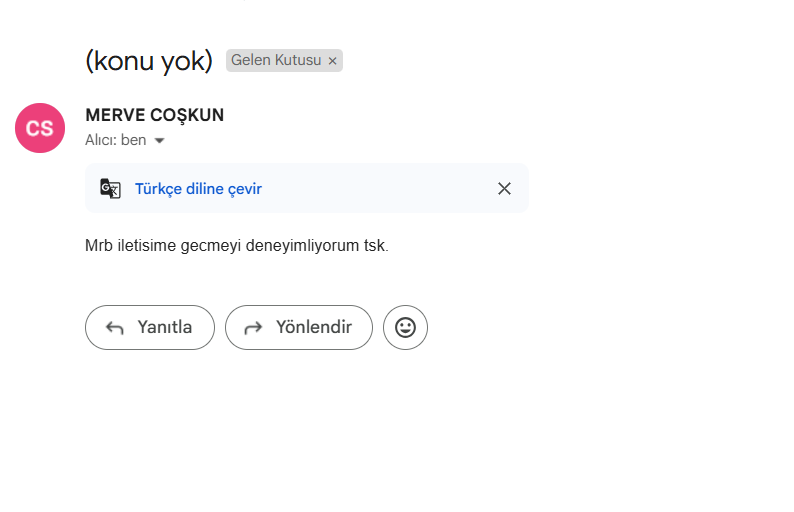 (konu yok) Gelen Kutusu ×
MERVE COŞKUN
CS
Alıcı: ben
Türkçe diline çevir
Mrb iletisime gecmeyi deneyimliyorum tsk.
Yanıtla Yönlendir